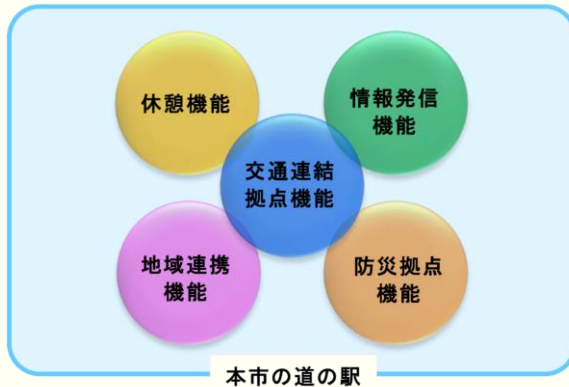 休憩機能
情報発信
機能
交通連結
拠点機能
地域連携
機能
防災拠点
機能
本市の道の駅